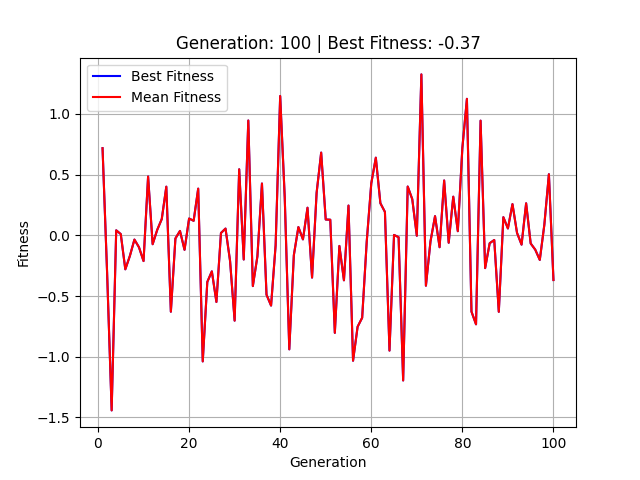 Generation: 100 | Best Fitness: -0.37
Best Fitness
Mean Fitness
1.0
0.5
0.0
−0.5
−1.0
−1.5
Fitness
0 20 40 60 80 100
Generation